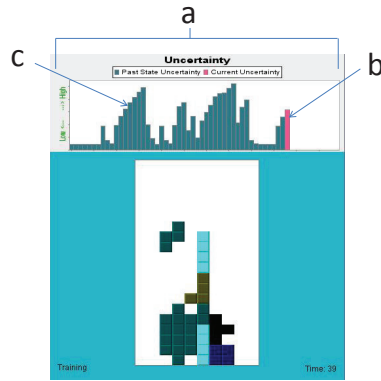 a
c
b
Uncertainty
Past State Uncertainty Current Uncertainty
High
Low
Training Time: 39